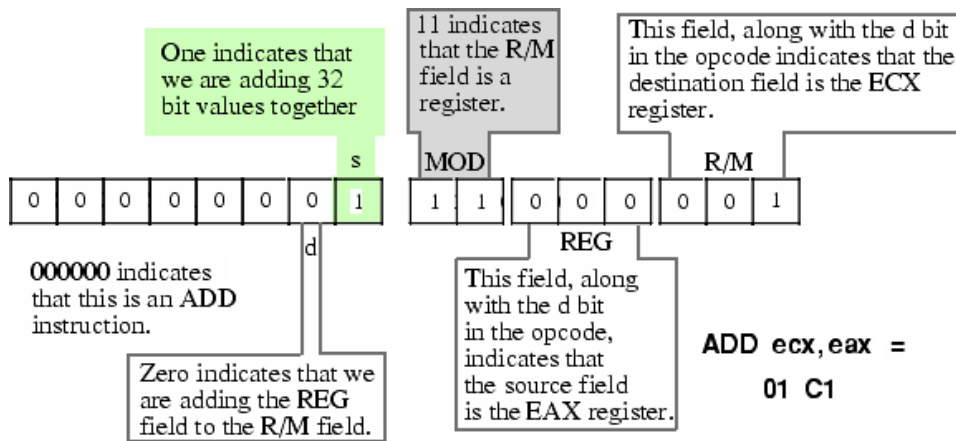 One indicates that
we are adding 32
bit values together
11 indicates
that the R/M
field is a
register.
This field, along with the d bit
in the opcode indicates that the
destination field is the ECX
register.
s
MOD
R/M
0 0 0 0 0 0 0 1
1 1 0 0 0 0 0 1
d
REG
000000 indicates
that this is an ADD
instruction.
Zero indicates that we
are adding the REG
field to the R/M field.
This field, along
with the d bit
in the opcode,
indicates that
the source field
is the EAX register.
ADD ecx,eax =
01 C1